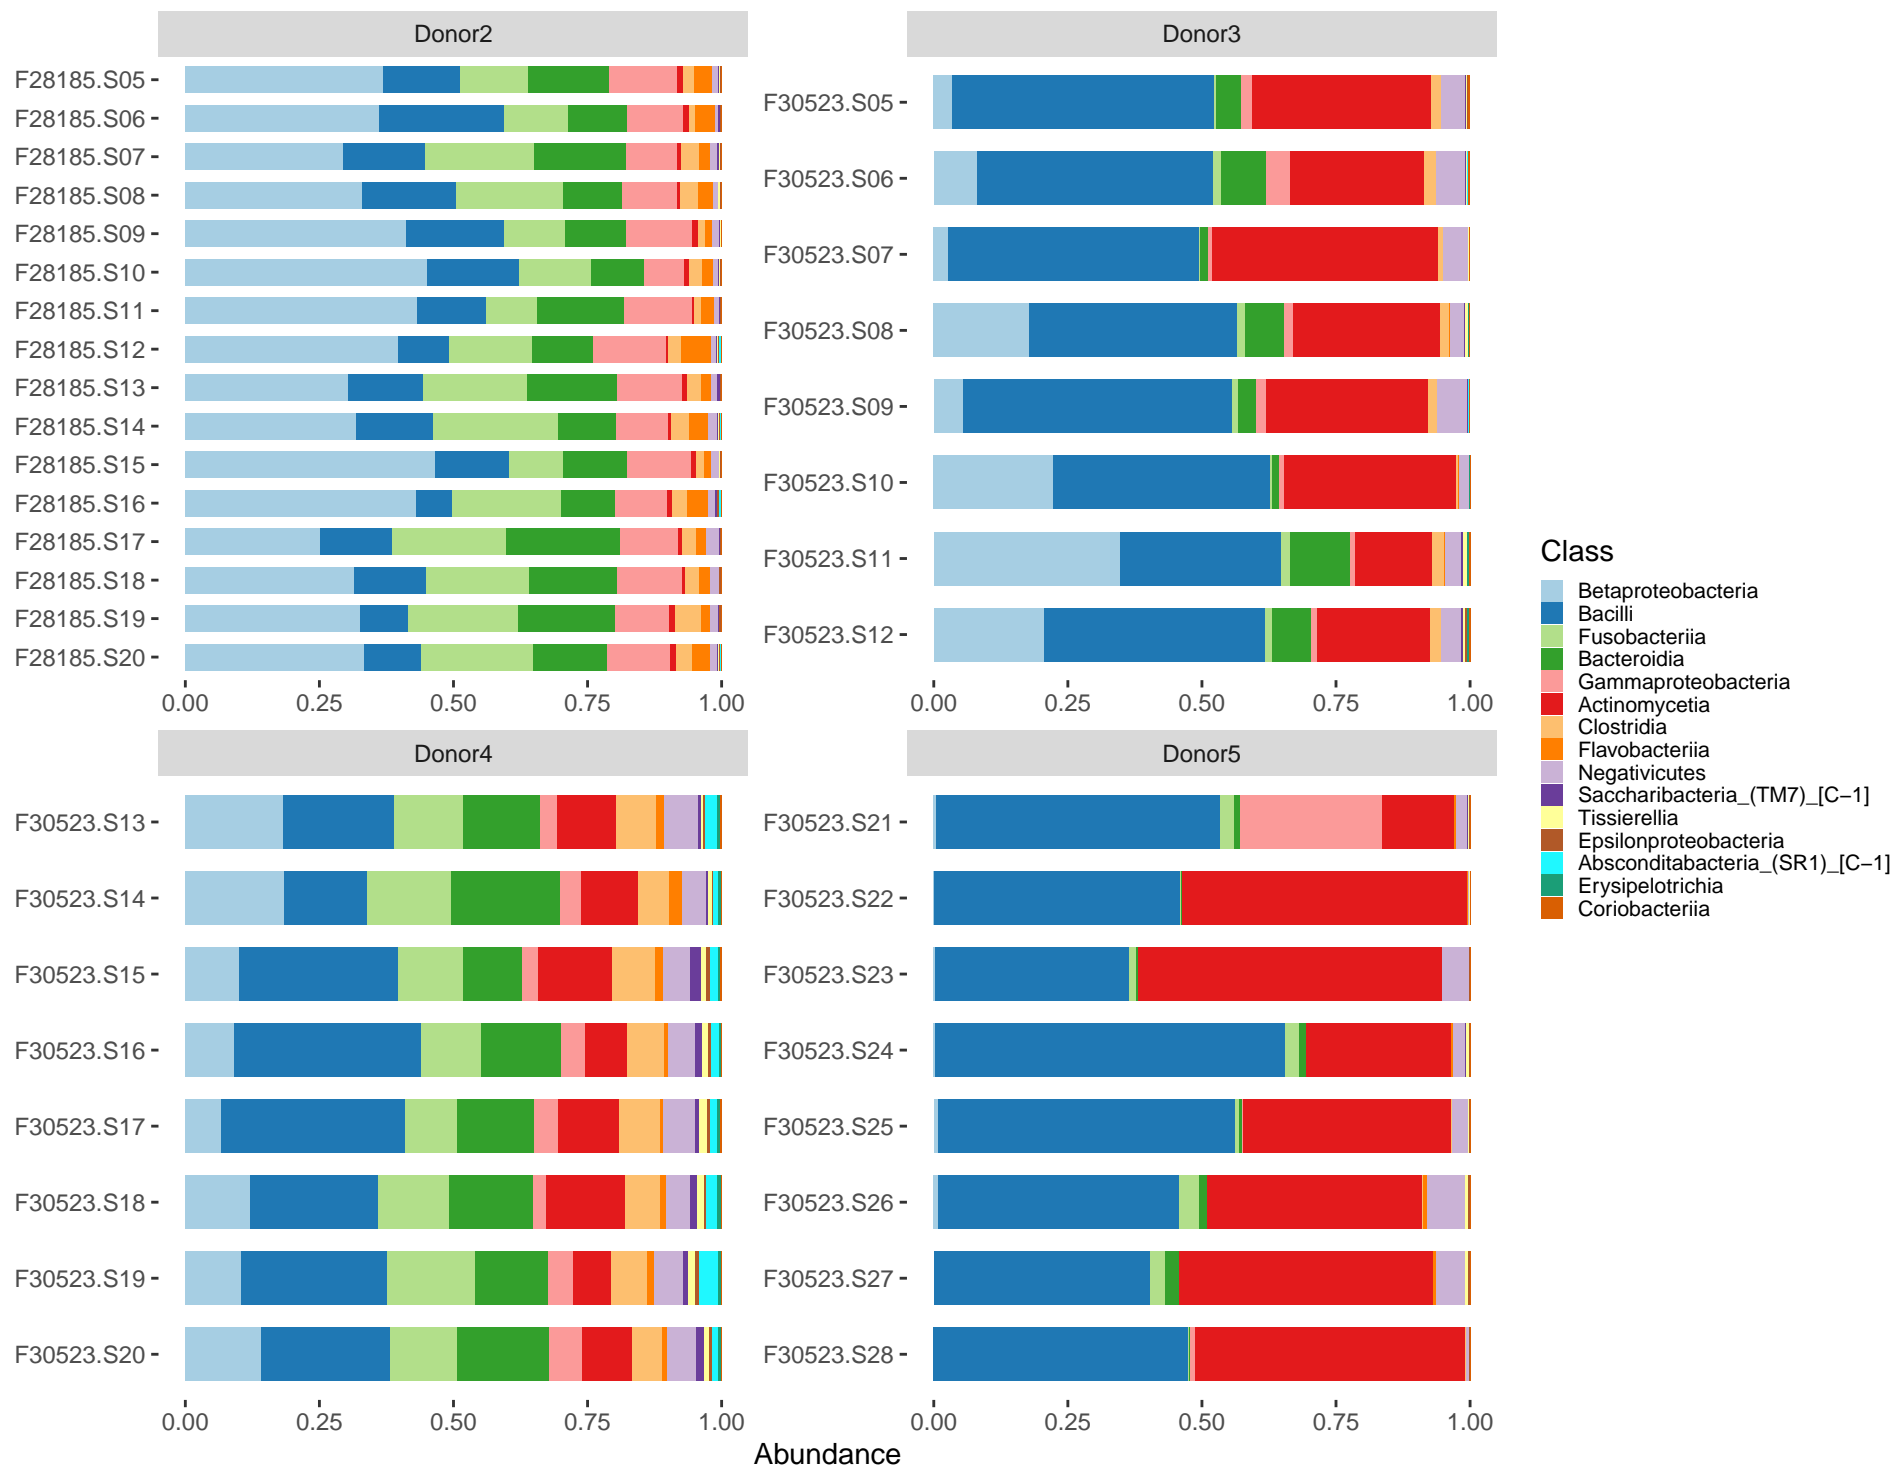 Donor2
Donor3
F28185.S05
F28185.S06
F28185.S07
F28185.S08
F28185.S09
F28185.S10
F28185.S11
F28185.S12
F28185.S13
F28185.S14
F28185.S15
F28185.S16
F28185.S17
F28185.S18
F28185.S19
F28185.S20
0.00 0.25 0.50 0.75 1.00
F30523.S05
F30523.S06
F30523.S07
F30523.S08
F30523.S09
F30523.S10
F30523.S11
F30523.S12
0.00 0.25 0.50 0.75 1.00
Donor4
Donor5
F30523.S13
F30523.S14
F30523.S15
F30523.S16
F30523.S17
F30523.S18
F30523.S19
F30523.S20
0.00 0.25 0.50 0.75 1.00
F30523.S21
F30523.S22
F30523.S23
F30523.S24
F30523.S25
F30523.S26
F30523.S27
F30523.S28
0.00 0.25 0.50 0.75 1.00
Abundance
Class
Betaproteobacteria
Bacilli
Fusobacteriia
Bacteroidia
Gammaproteobacteria
Actinomycetia
Clostridia
Flavobacteriia
Negativicutes
Saccharibacteria_(TM7)_[C−1]
Tissierellia
Epsilonproteobacteria
Absconditabacteria_(SR1)_[C−1]
Erysipelotrichia
Coriobacteriia